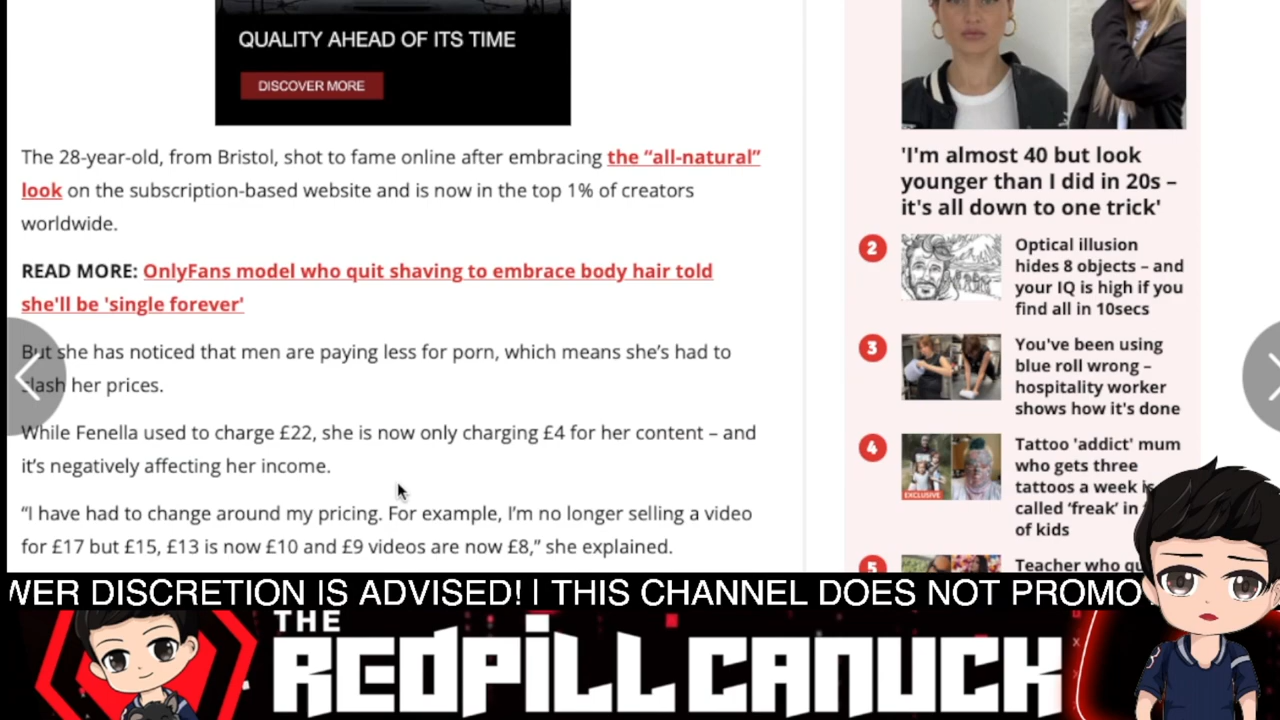 QUALITY AHEAD OF ITS TIME
DISCOVER MORE
The 28-year-old, from Bristol, shot to fame online after embracing the “all-natural”
look on the subscription-based website and is now in the top 1% of creators
worldwide.
READ MORE: OnlyFans model who quit shaving to embrace body hair told
she'll be 'single forever'
But she has noticed that men are paying less for porn, which means she’s had to
slash her prices.
While Fenella used to charge £22, she is now only charging £4 for her content – and
it’s negatively affecting her income.
“I have had to change around my pricing. For example, I’m no longer selling a video
for £17 but £15, £13 is now £10 and £9 videos are now £8,” she explained.
'I'm almost 40 but look
younger than I did in 20s –
it's all down to one trick'
2
Optical illusion
hides 8 objects – and
your IQ is high if you
find all in 10secs
3
You've been using
blue roll wrong –
hospitality worker
shows how it's done
4
EXCLUSIVE
Tattoo 'addict' mum
who gets three
tattoos a week is
called ‘freak’ in
of kids
5
Teacher who
WER DISCRETION IS ADVISED! | THIS CHANNEL DOES NOT PROMO
THE
REDPILL CANUCK